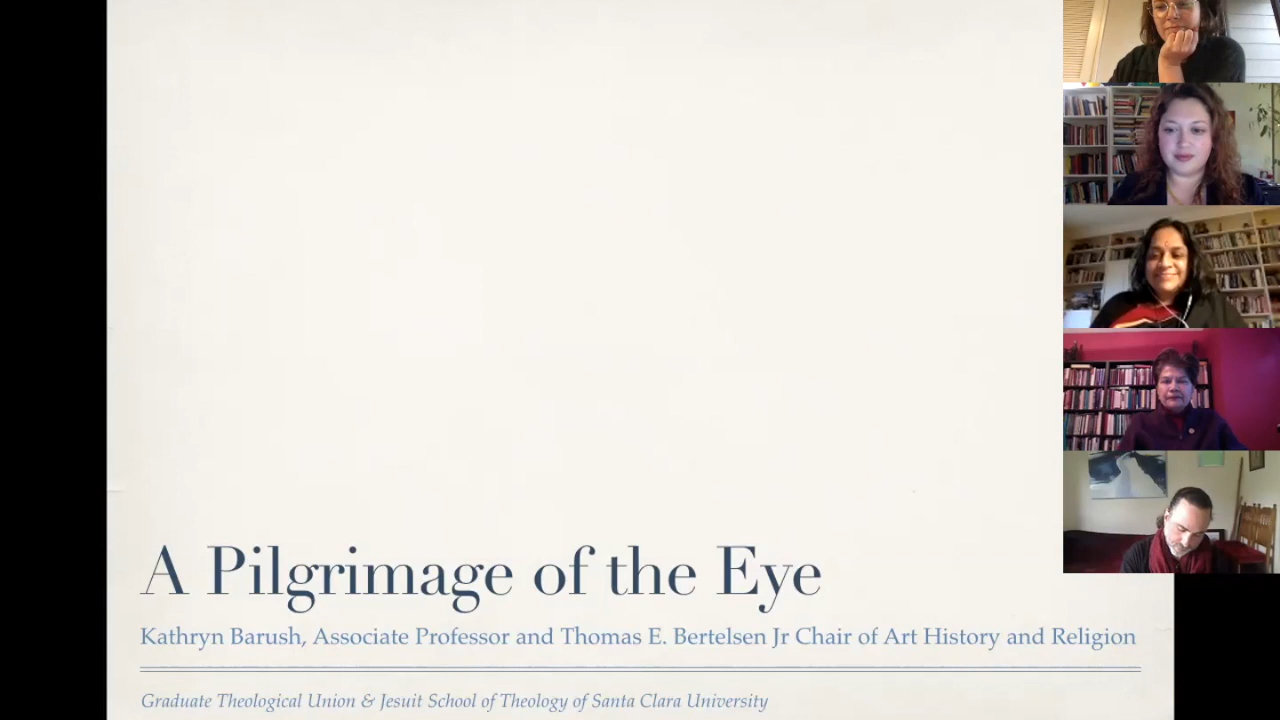 A Pilgrimage of the Eye
Kathryn Barush, Associate Professor and Thomas E. Bertelsen Jr Chair of Art History and Religion
Graduate Theological Union & Jesuit School of Theology of Santa Clara University